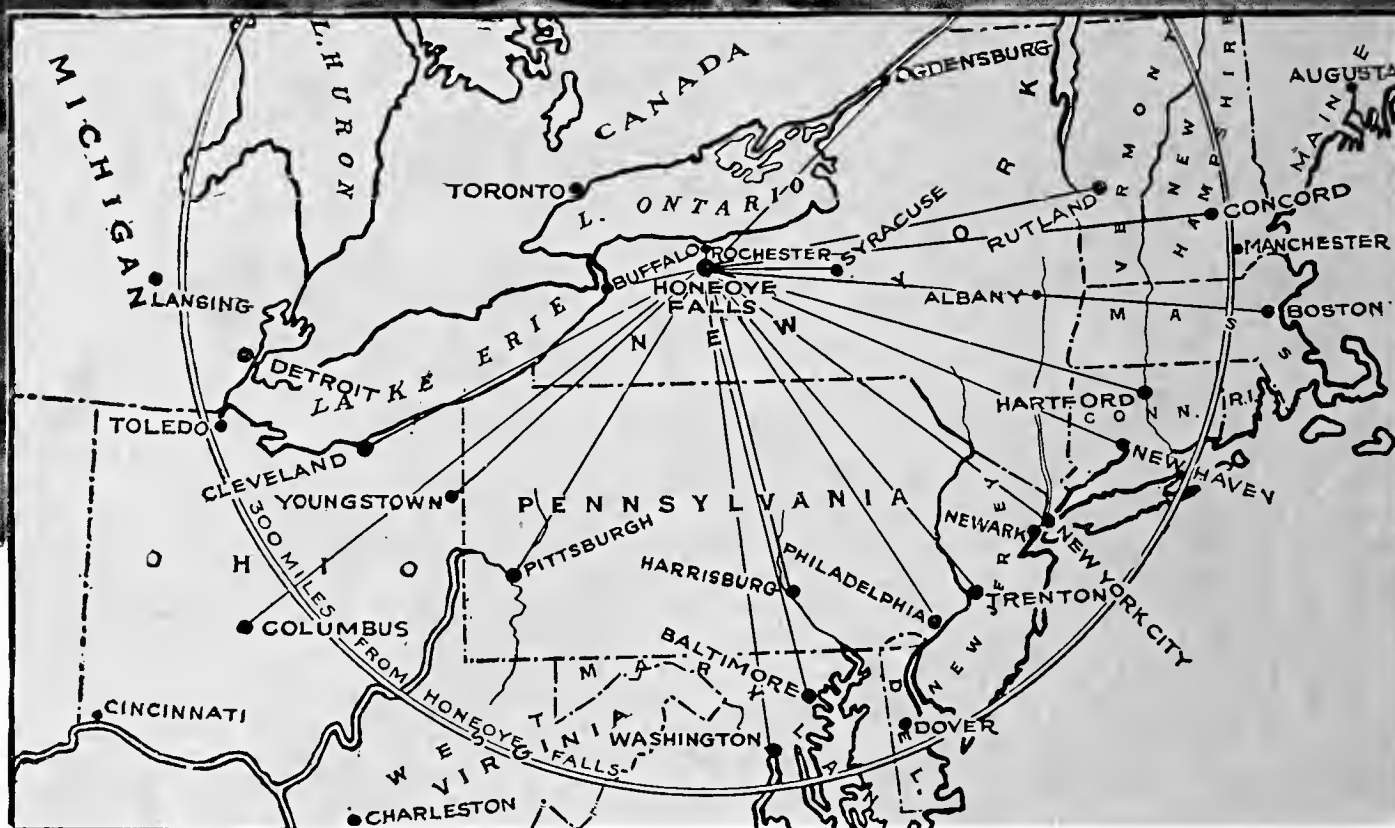 MICHIGAN
L. HURON
CANADA
OGDENSBURG
AUGUSTA
MAINE
VERMONT
NEW HAMPSHIRE
TORONTO
L. ONTARIO
NEW YORK
SYRACUSE
RUTLAND
CONCORD
MANCHESTER
BUFFALO
ROCHESTER
HONEOYE
FALLS
LANSING
ALBANY
BOSTON
MASS
DETROIT
LAKE ERIE
HARTFORD
CONN.
R.I.
TOLEDO
CLEVELAND
NEW HAVEN
YOUNGSTOWN
PENNSYLVANIA
NEWARK
NEW YORK CITY
NEW JERSEY
PITTSBURGH
HARRISBURG
PHILADELPHIA
TRENTON
OHIO
COLUMBUS
300 MILES FROM HONEOYE FALLS
BALTIMORE
MARYLA
DEL.
CINCINNATI
WEST
VIRGINIA
WASHINGTON
DOVER
CHARLESTON